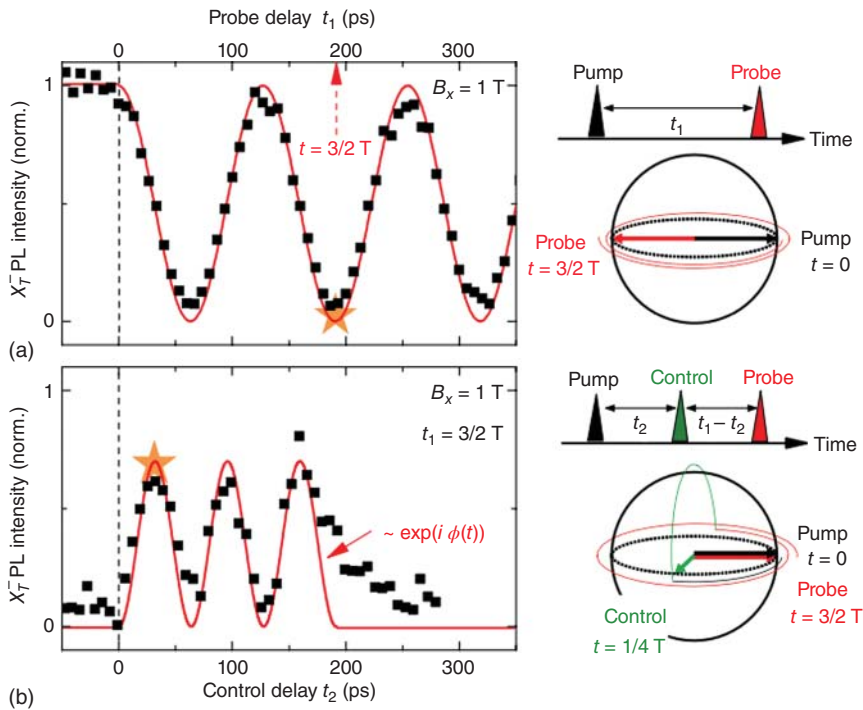 Probe delay t₁ (ps)
0 100 200 300
1
0
X_T⁻ PL intensity (norm.)
Bₓ = 1 T
t = 3/2 T
(a)
Pump
Probe
t₁
Time
Probe
t = 3/2 T
Pump
t = 0
1
0
X_T⁻ PL intensity (norm.)
Bₓ = 1 T
t₁ = 3/2 T
~ exp(i ϕ(t))
0 100 200 300
Control delay t₂ (ps)
(b)
Pump
Control
Probe
t₂
t₁ – t₂
Time
Pump
t = 0
Probe
t = 3/2 T
Control
t = 1/4 T